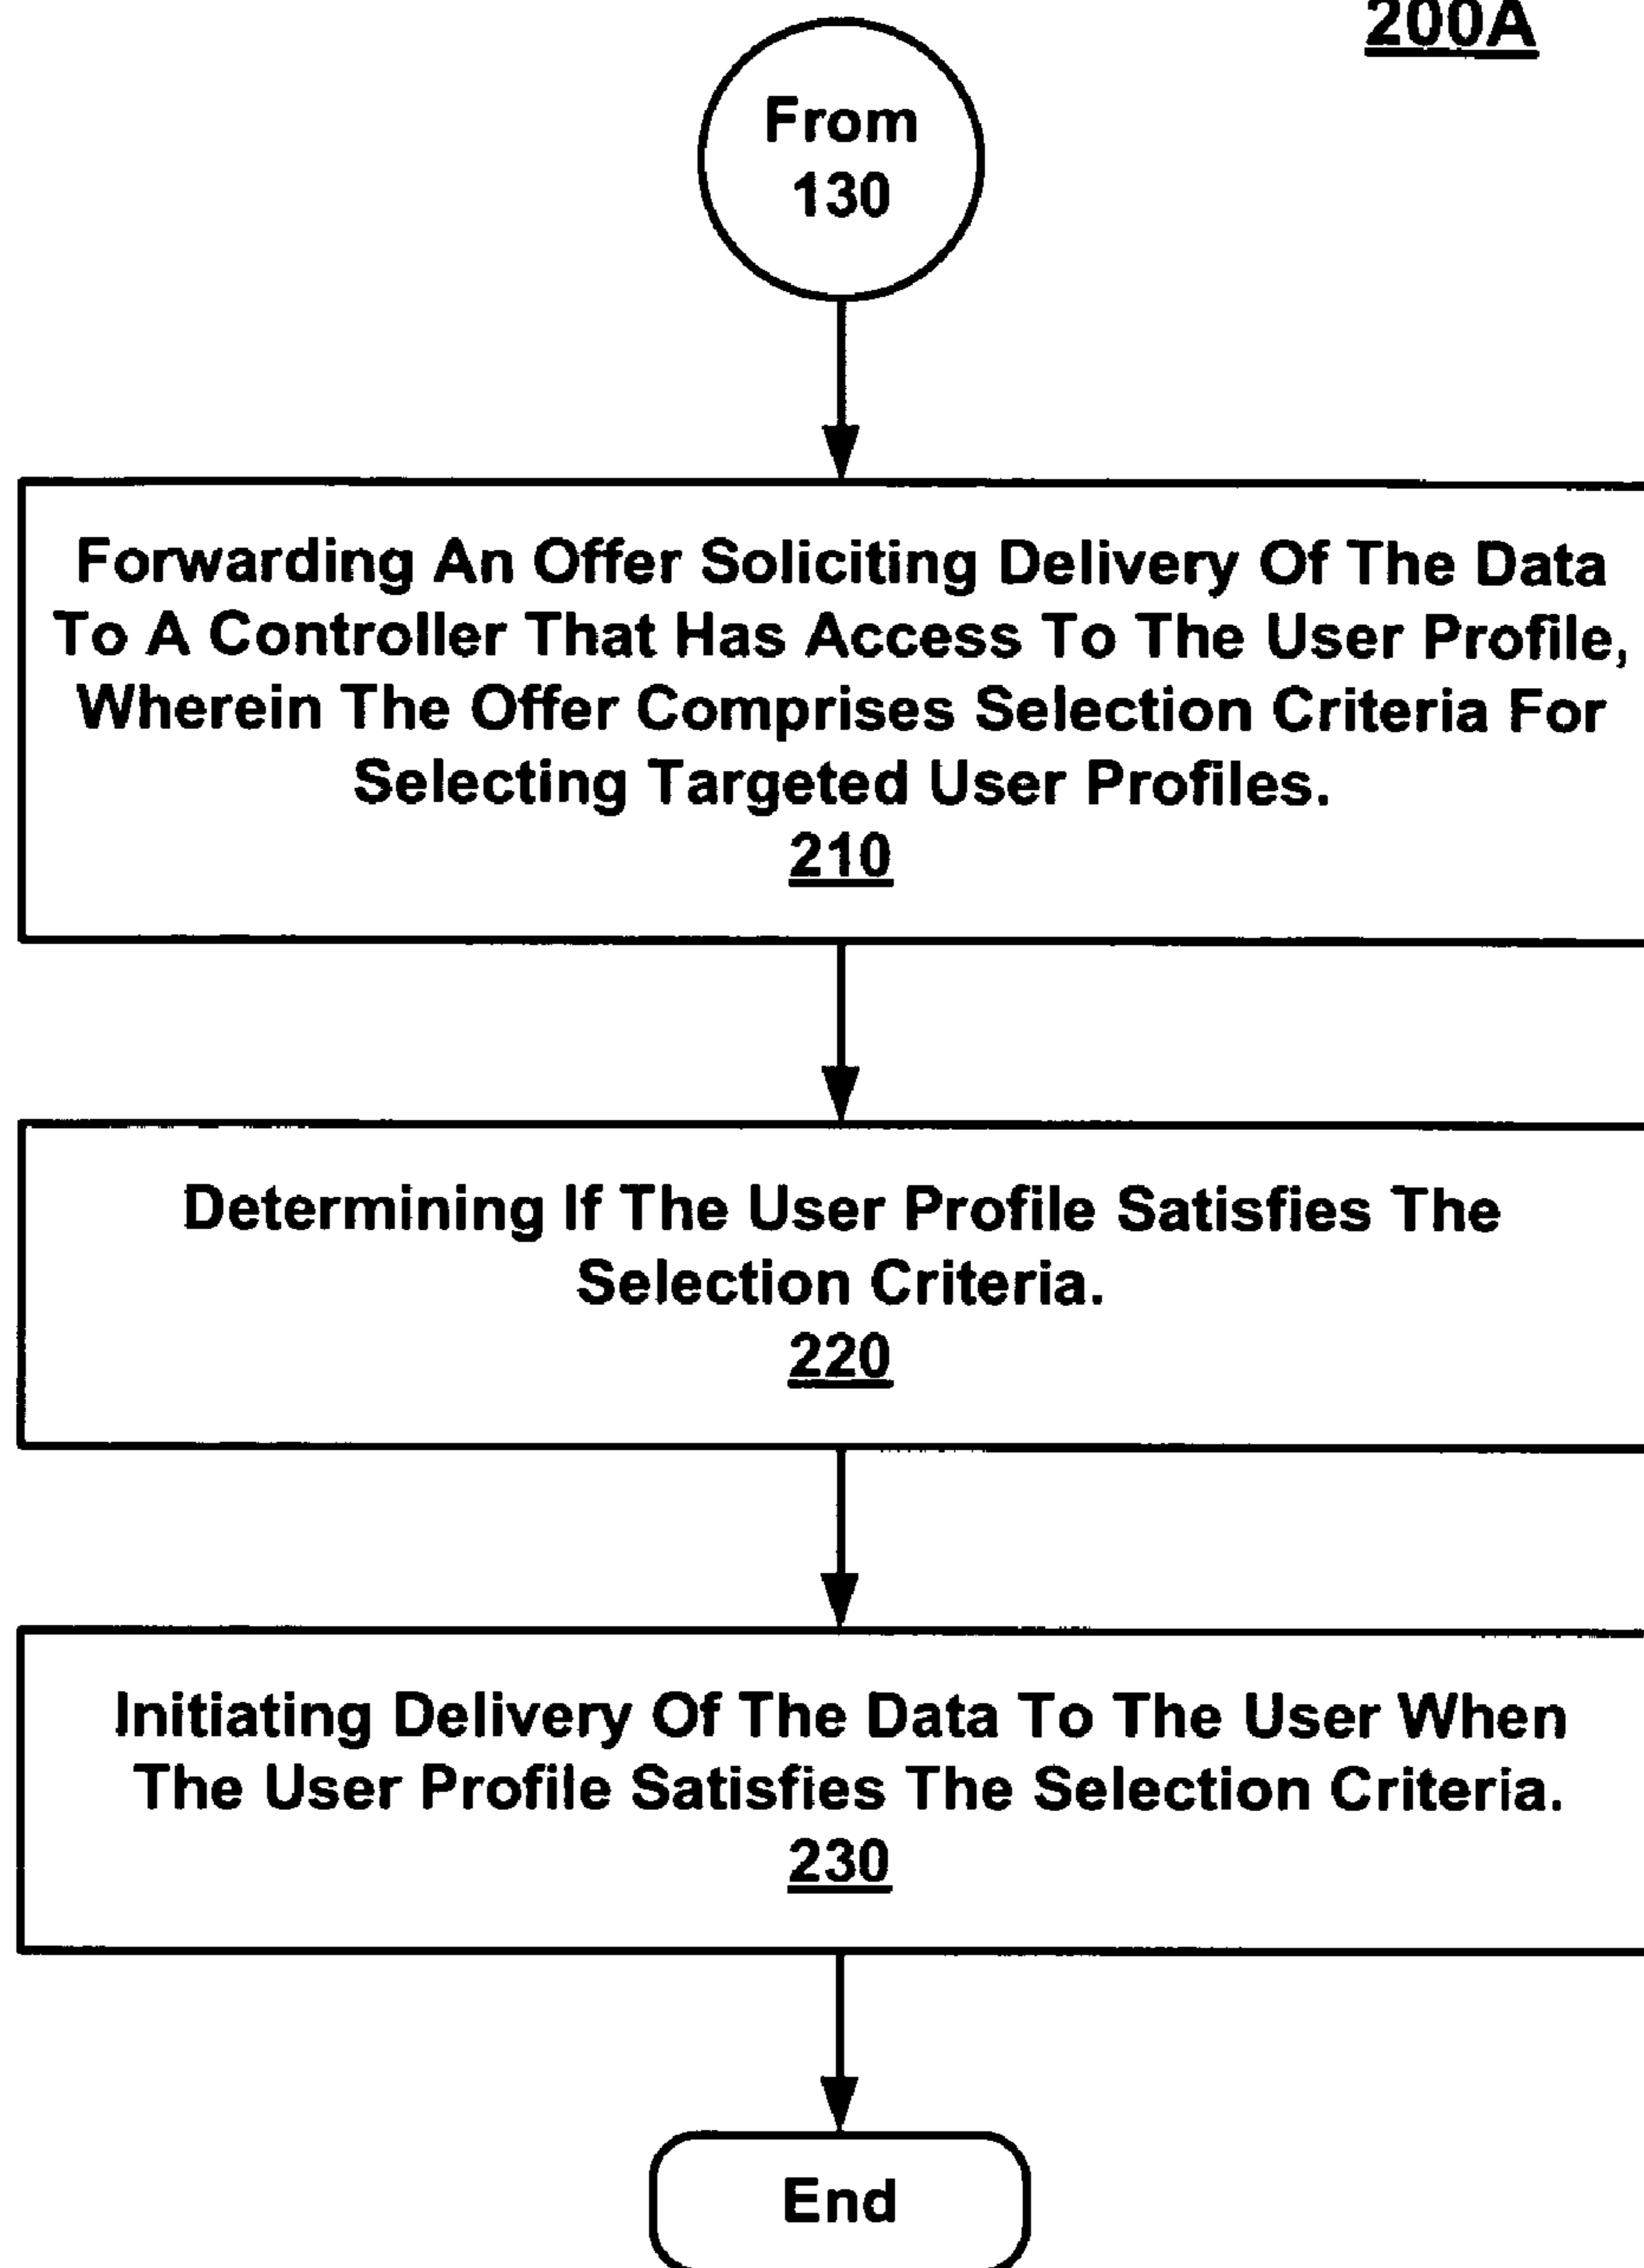 200A
From
130
Forwarding An Offer Soliciting Delivery Of The Data
To A Controller That Has Access To The User Profile,
Wherein The Offer Comprises Selection Criteria For
Selecting Targeted User Profiles.
210
Determining If The User Profile Satisfies The
Selection Criteria.
220
Initiating Delivery Of The Data To The User When
The User Profile Satisfies The Selection Criteria.
230
End